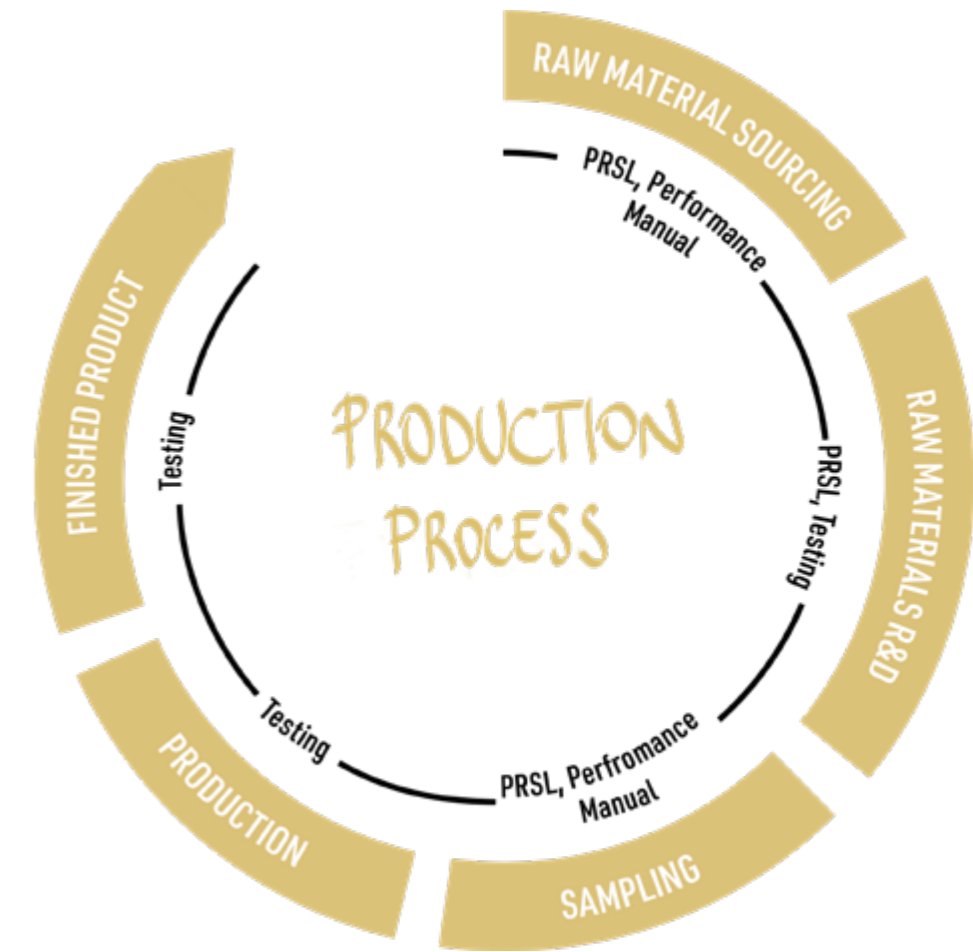 RAW MATERIAL SOURCING
PRSL, Performance
Manual
RAW MATERIALS R&D
PRSL, Testing
SAMPLING
PRSL, Perfromance
Manual
PRODUCTION
Testing
FINISHED PRODUCT
Testing
PRODUCTION
PROCESS